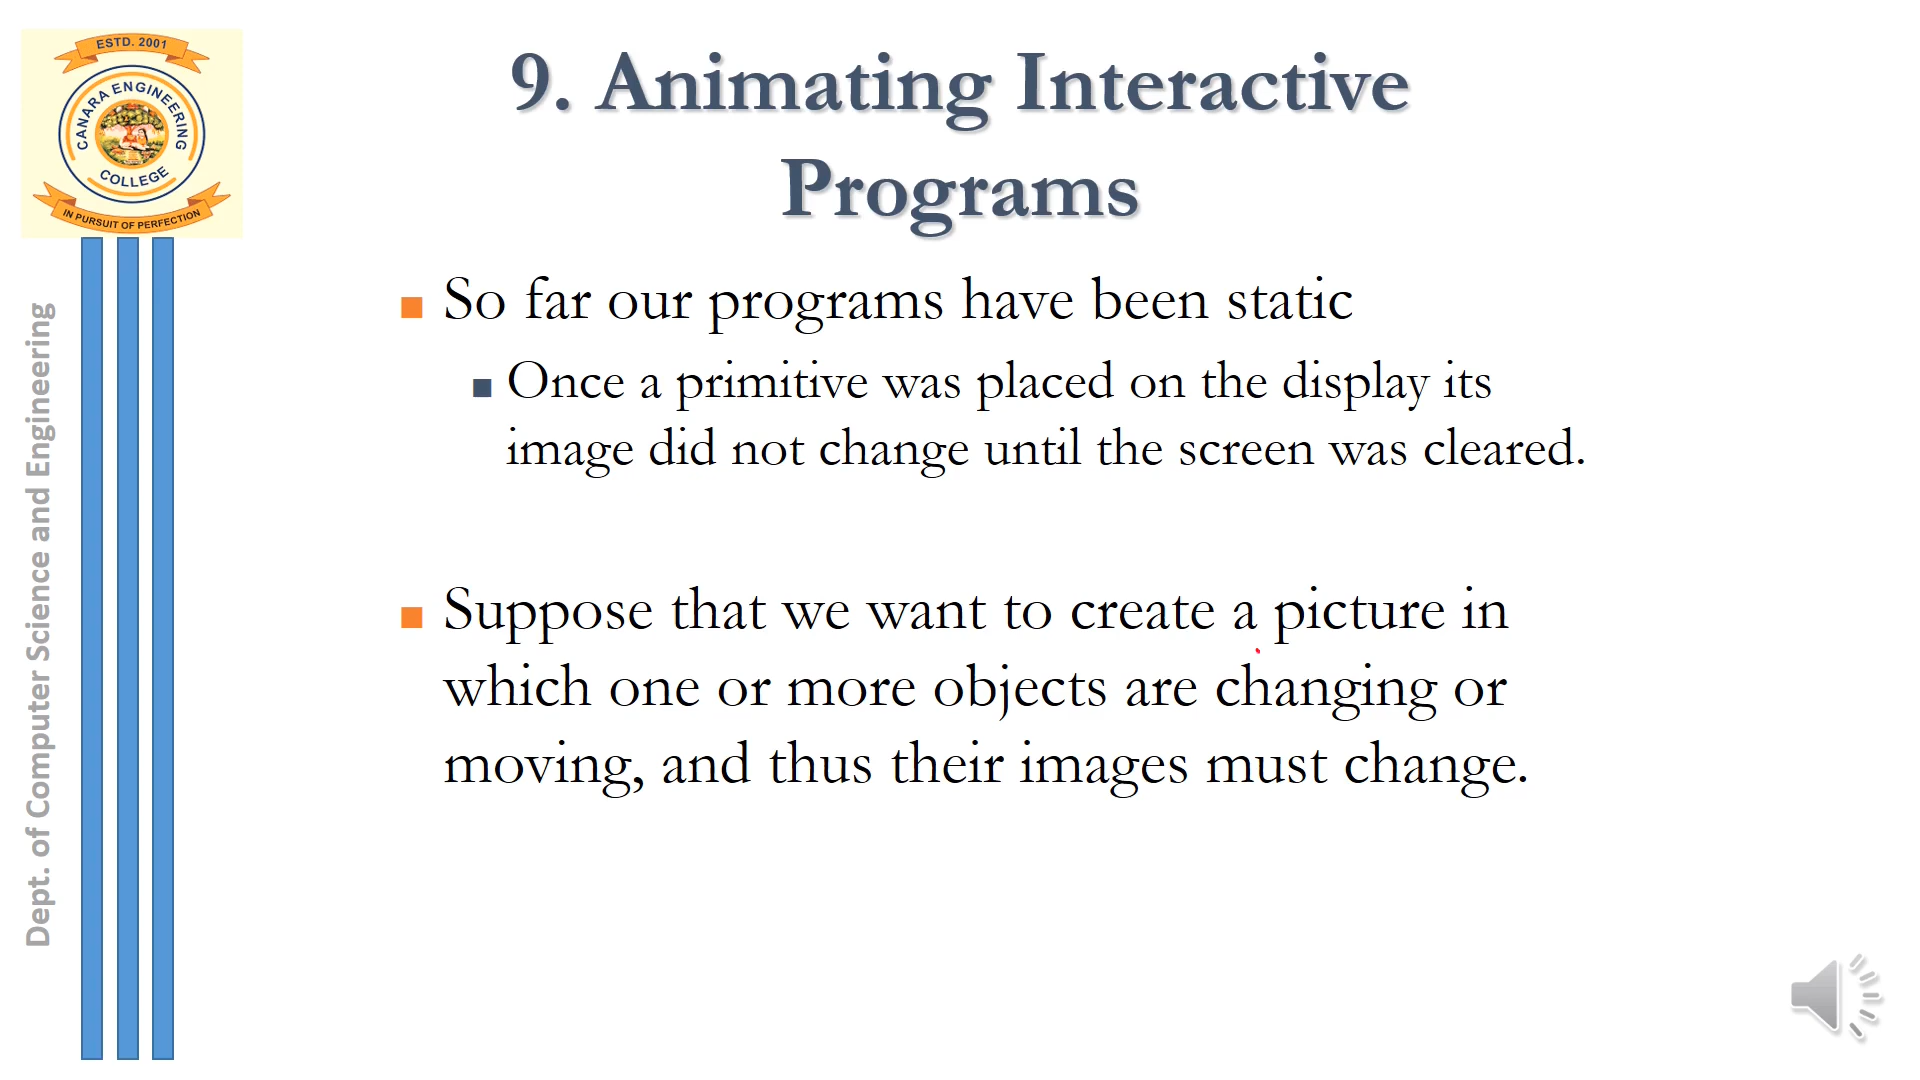 ESTD. 2001
CANARA ENGINEERING
COLLEGE
IN PURSUIT OF PERFECTION
Dept. of Computer Science and Engineering
9. Animating Interactive
Programs
So far our programs have been static
Once a primitive was placed on the display its
image did not change until the screen was cleared.
Suppose that we want to create a picture in
which one or more objects are changing or
moving, and thus their images must change.